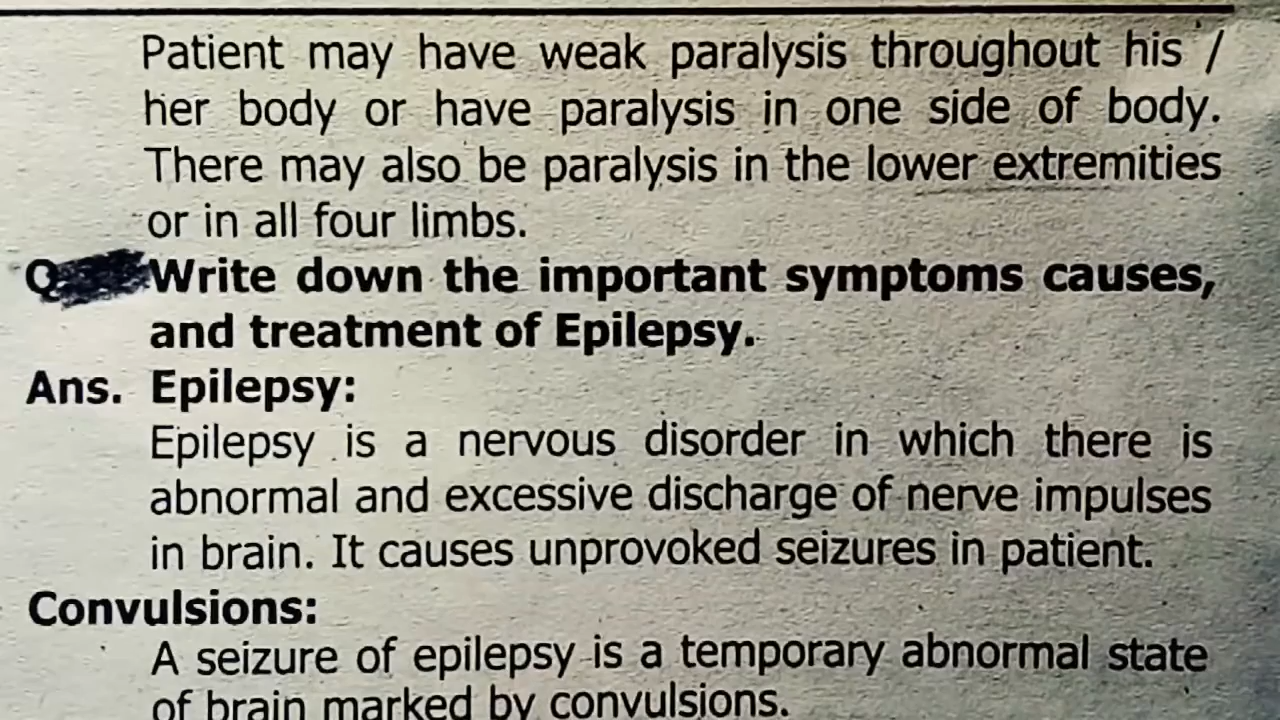 Patient may have weak paralysis throughout his /
her body or have paralysis in one side of body.
There may also be paralysis in the lower extremities
or in all four limbs.
Q Write down the important symptoms causes,
and treatment of Epilepsy.
Ans. Epilepsy:
Epilepsy is a nervous disorder in which there is
abnormal and excessive discharge of nerve impulses
in brain. It causes unprovoked seizures in patient.
Convulsions:
A seizure of epilepsy is a temporary abnormal state
of brain marked by convulsions.